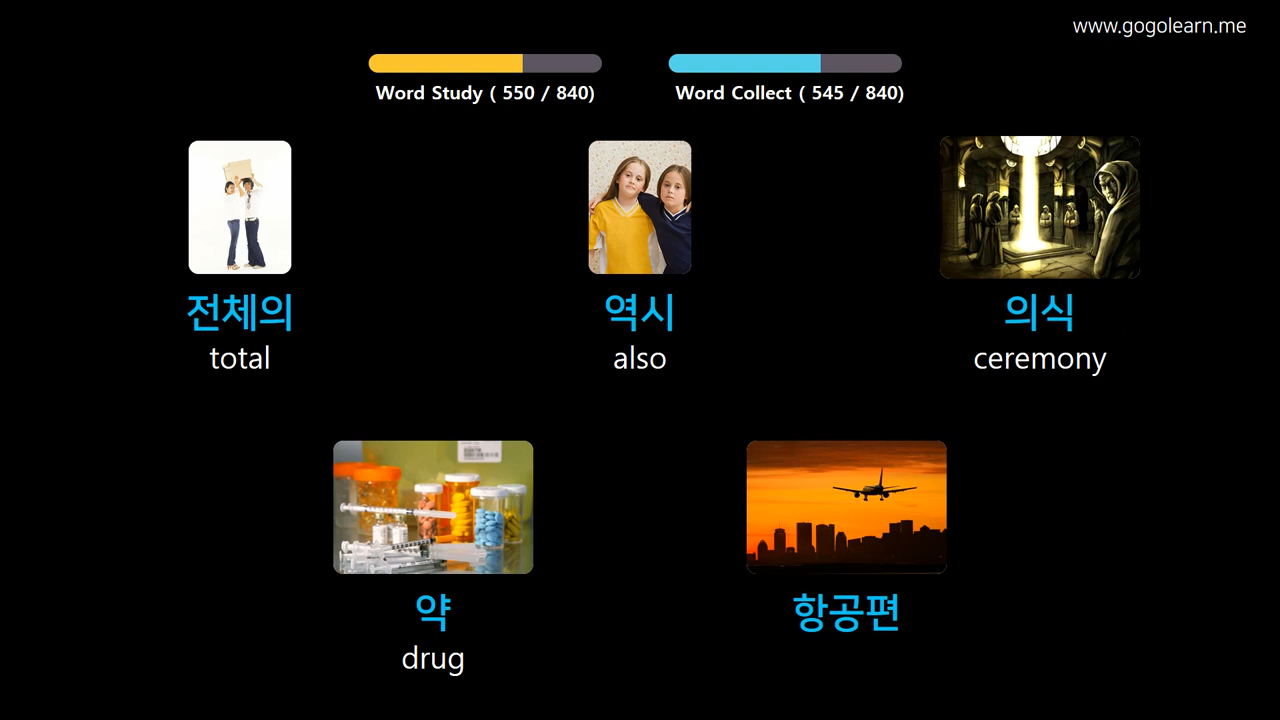 www.gogolearn.me
Word Study ( 550 / 840)
Word Collect ( 545 / 840)
전체의
total
역시
also
의식
ceremony
약
drug
항공편